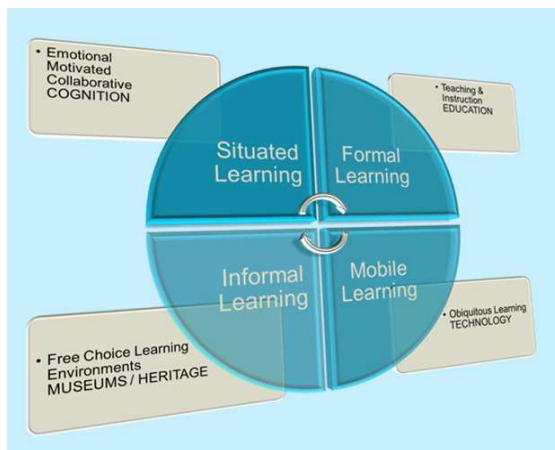 • Emotional
Motivated
Collaborative
COGNITION
• Teaching &
Instruction
EDUCATION
Situated
Learning
Formal
Learning
Informal
Learning
Mobile
Learning
• Free Choice Learning
Environments
MUSEUMS / HERITAGE
• Obiquitous Learning
TECHNOLOGY